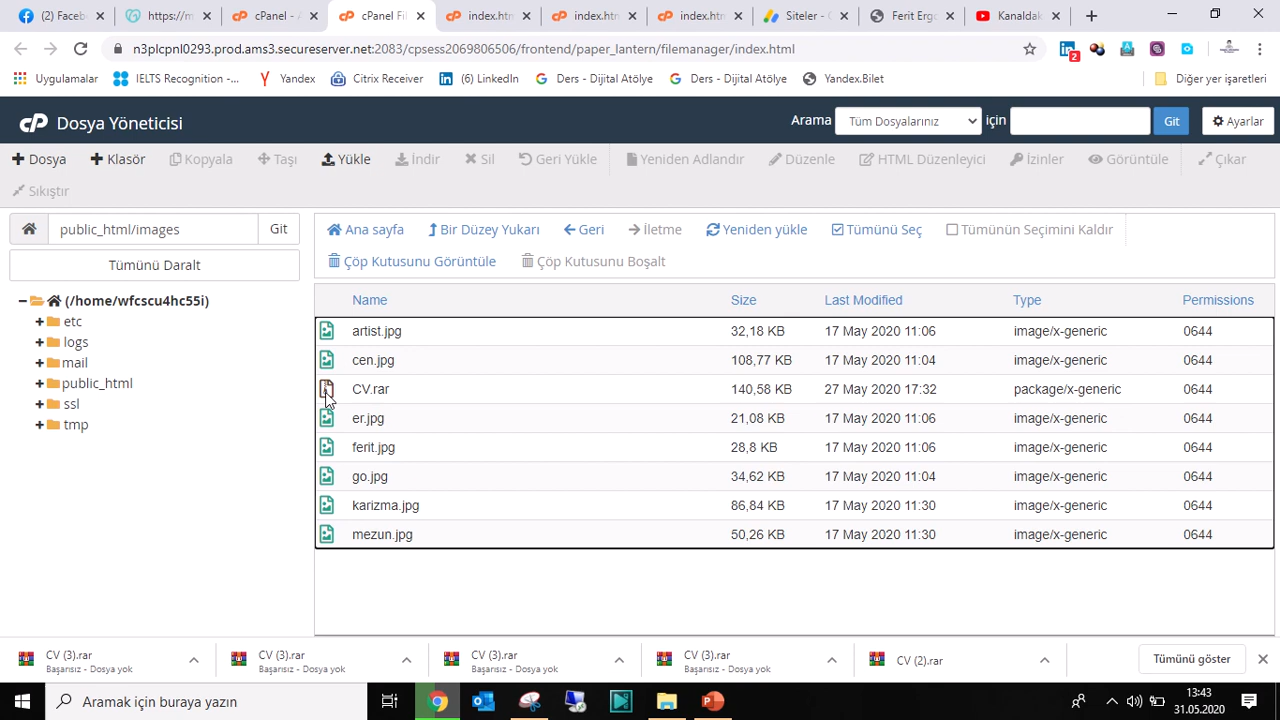 (2) Faceb
https://m
cPanel - A
cPanel Fi
index.htm
index.htm
index.htm
Siteler - G
Ferit Ergo
Kanaldak
n3plcpnl0293.prod.ams3.secureserver.net:2083/cpsess2069806506/frontend/paper_lantern/filemanager/index.html
2
Uygulamalar
IELTS Recognition -...
Yandex
Citrix Receiver
(6) LinkedIn
Ders - Dijital Atölye
Ders - Dijital Atölye
Yandex.Bilet
Diğer yer işaretleri
cP Dosya Yöneticisi
Arama Tüm Dosyalarınız için Git Ayarlar
Dosya Klasör Kopyala Taşı Yükle İndir Sil Geri Yükle Yeniden Adlandır Düzenle HTML Düzenleyici İzinler Görüntüle Çıkar
Sıkıştır
public_html/images Git
Tümünü Daralt
(/home/wfcscu4hc55i)
etc
logs
mail
public_html
ssl
tmp
Ana sayfa Bir Düzey Yukarı Geri İletme Yeniden yükle Tümünü Seç Tümünün Seçimini Kaldır
Çöp Kutusunu Görüntüle Çöp Kutusunu Boşalt
Name Size Last Modified Type Permissions
artist.jpg 32,18 KB 17 May 2020 11:06 image/x-generic 0644
cen.jpg 108,77 KB 17 May 2020 11:04 image/x-generic 0644
CV.rar 140,58 KB 27 May 2020 17:32 package/x-generic 0644
er.jpg 21,08 KB 17 May 2020 11:06 image/x-generic 0644
ferit.jpg 28,8 KB 17 May 2020 11:06 image/x-generic 0644
go.jpg 34,62 KB 17 May 2020 11:04 image/x-generic 0644
karizma.jpg 86,84 KB 17 May 2020 11:30 image/x-generic 0644
mezun.jpg 50,26 KB 17 May 2020 11:30 image/x-generic 0644
CV (3).rar
Başarısız - Dosya yok
CV (3).rar
Başarısız - Dosya yok
CV (3).rar
Başarısız - Dosya yok
CV (3).rar
Başarısız - Dosya yok
CV (2).rar
Tümünü göster
Aramak için buraya yazın
13:43
31.05.2020